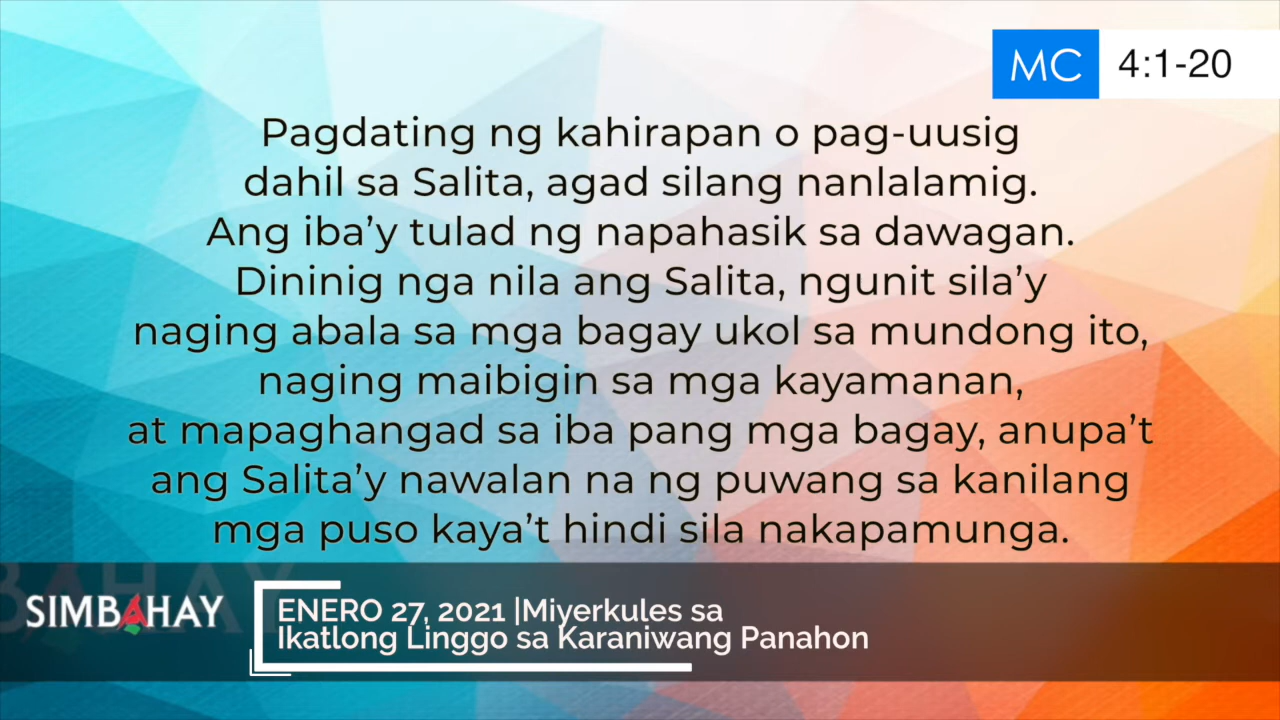 MC 4:1-20
Pagdating ng kahirapan o pag-uusig
dahil sa Salita, agad silang nanlalamig.
Ang iba’y tulad ng napahasik sa dawagan.
Dininig nga nila ang Salita, ngunit sila’y
naging abala sa mga bagay ukol sa mundong ito,
naging maibigin sa mga kayamanan,
at mapaghangad sa iba pang mga bagay, anupa’t
ang Salita’y nawalan na ng puwang sa kanilang
mga puso kaya’t hindi sila nakapamunga.
SIMBAHAY
ENERO 27, 2021 |Miyerkules sa
Ikatlong Linggo sa Karaniwang Panahon